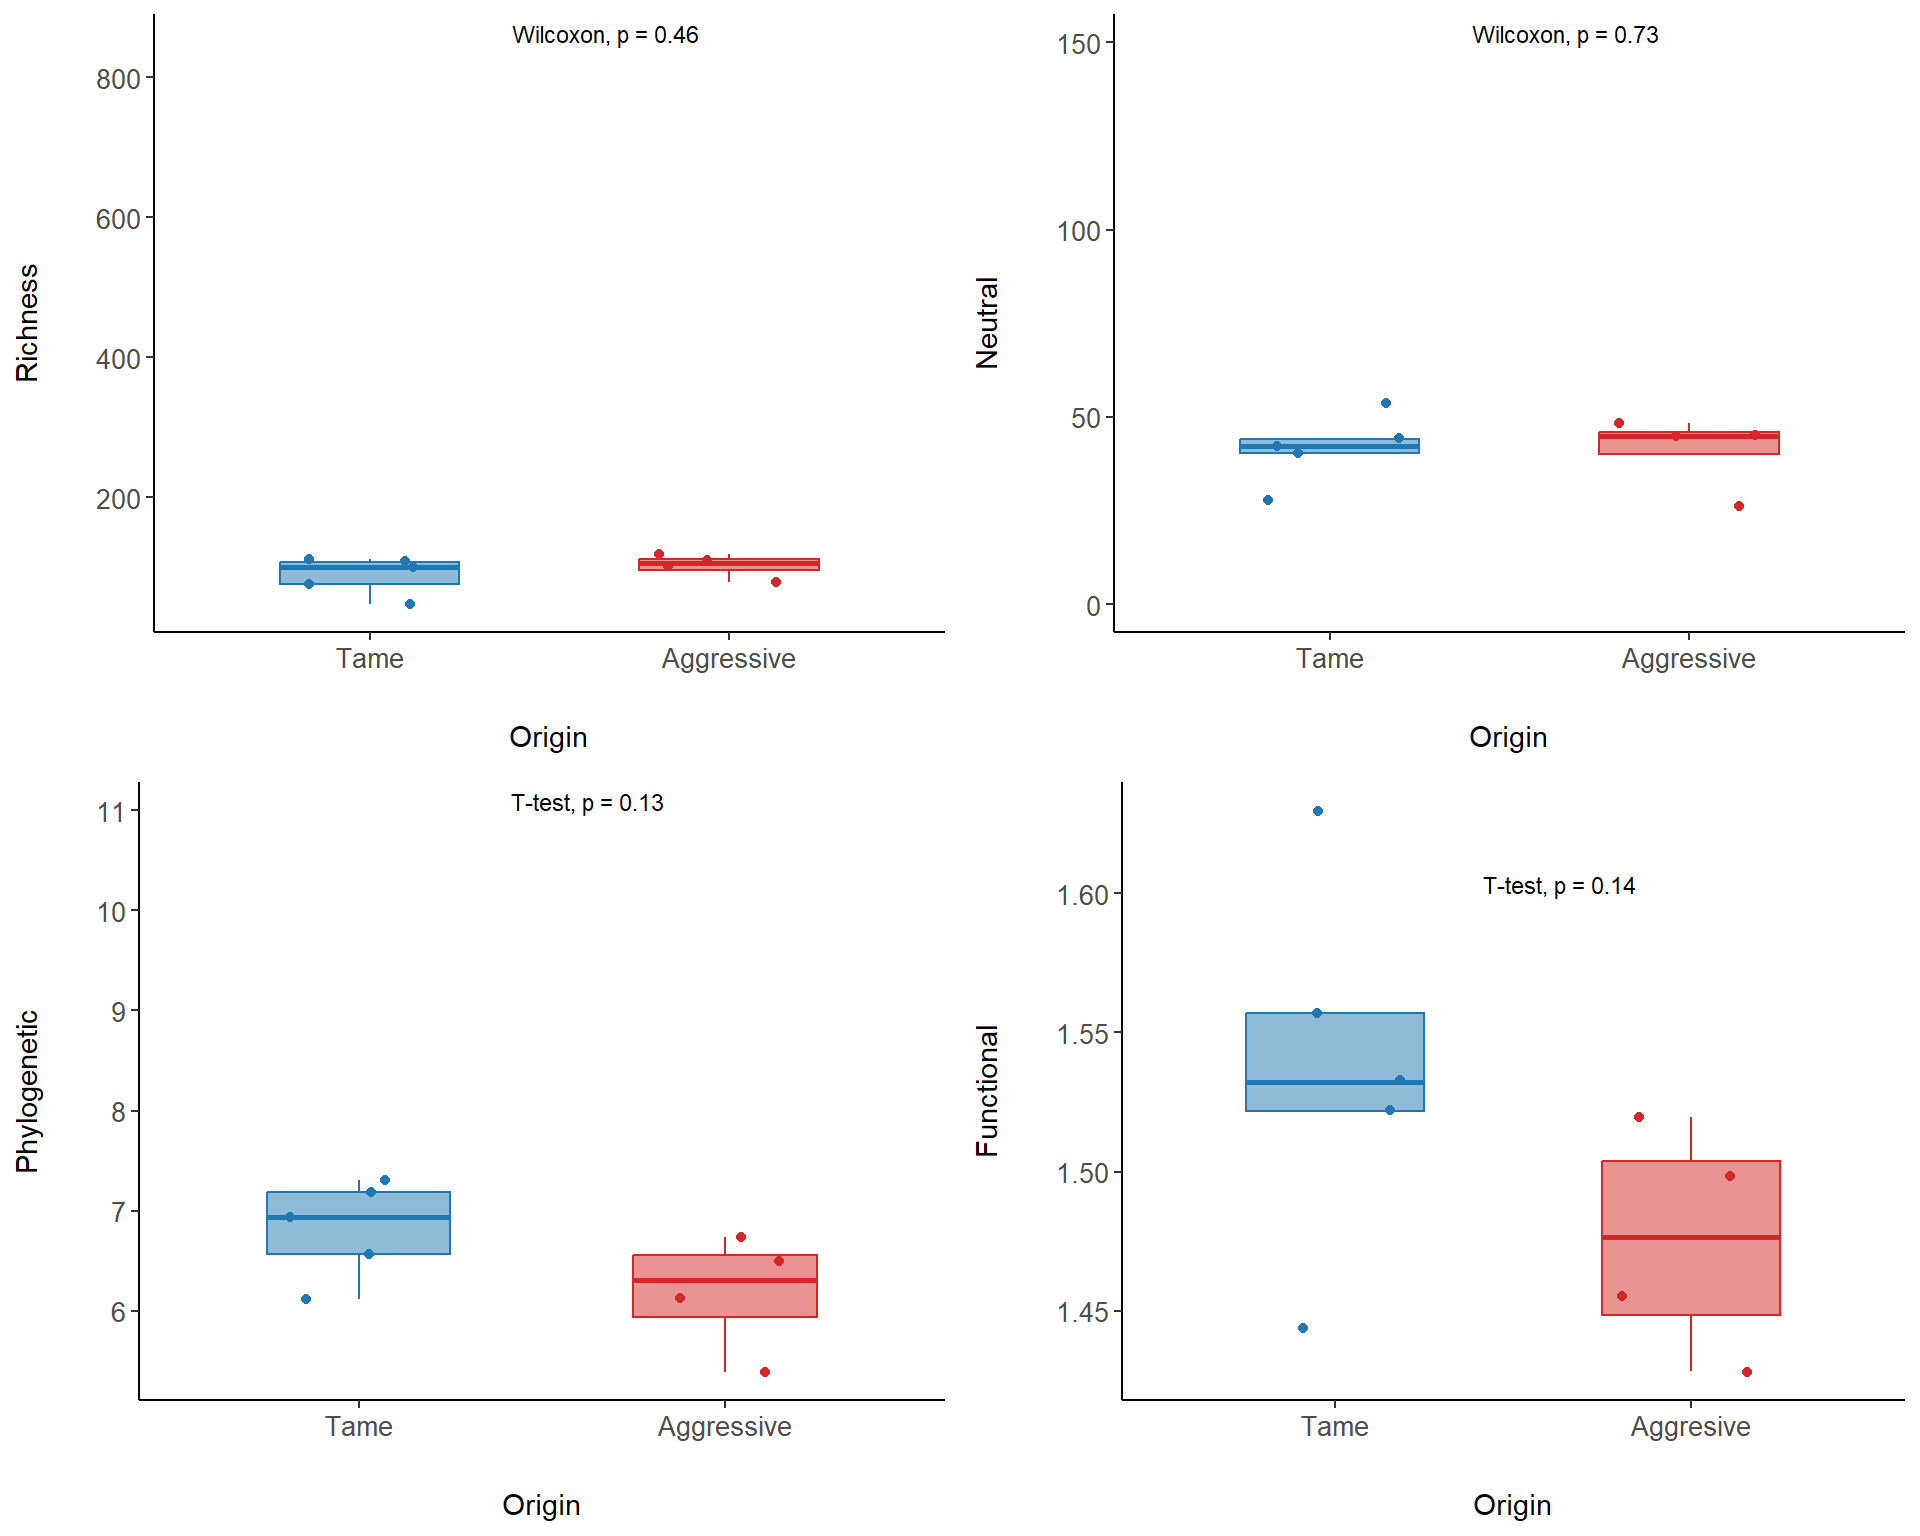 Wilcoxon, p = 0.46
800
600
400
200
Richness
Tame Aggressive
Origin
Wilcoxon, p = 0.73
150
100
50
0
Neutral
Tame Aggressive
Origin
T-test, p = 0.13
11
10
9
8
7
6
Phylogenetic
Tame Aggressive
Origin
T-test, p = 0.14
1.60
1.55
1.50
1.45
Functional
Tame Aggresive
Origin